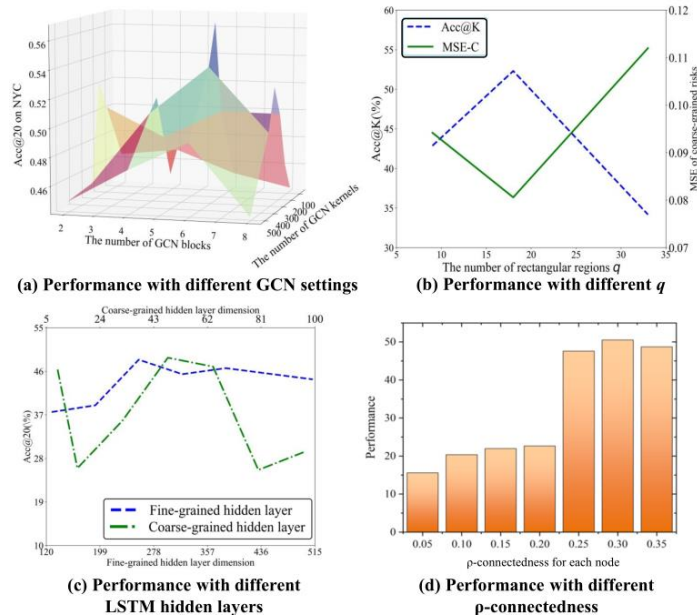 0.56
0.54
0.52
0.50
0.48
0.46
Acc@20 on NYC
2 3 4 5 6 7 8
The number of GCN blocks
100
200
300
400
500
The number of GCN kernels
(a) Performance with different GCN settings
Acc@K
MSE-C
60
55
50
45
40
35
30
Acc@K(%)
0.12
0.11
0.10
0.09
0.08
0.07
MSE of coarse-grained risks
5 10 15 20 25 30 35
The number of rectangular regions q
(b) Performance with different q
Coarse-grained hidden layer dimension
5 24 43 62 81 100
55
46
37
28
19
10
Acc@20(%)
Fine-grained hidden layer
Coarse-grained hidden layer
120 199 278 357 436 515
Fine-grained hidden layer dimension
(c) Performance with different
LSTM hidden layers
50
40
30
20
10
0
Performance
0.05 0.10 0.15 0.20 0.25 0.30 0.35
ρ-connectedness for each node
(d) Performance with different
ρ-connectedness